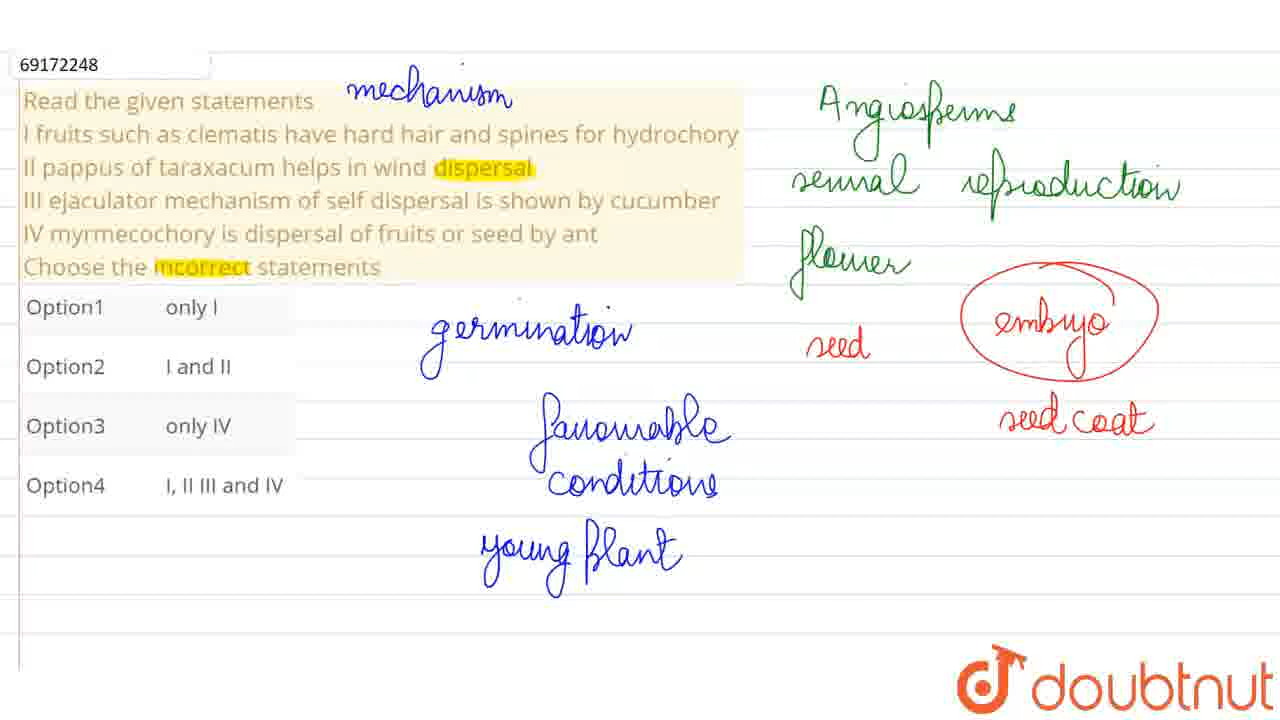 69172248
mechanism
Read the given statements
I fruits such as clematis have hard hair and spines for hydrochory
II pappus of taraxacum helps in wind dispersal
III ejaculator mechanism of self dispersal is shown by cucumber
IV myrmecochory is dispersal of fruits or seed by ant
Choose the incorrect statements
Option1 only I
Option2 I and II
Option3 only IV
Option4 I, II III and IV
germination
favourable
conditions
young plant
Angiosperms
sexual reproduction
flower
seed embryo
seed coat
doubtnut